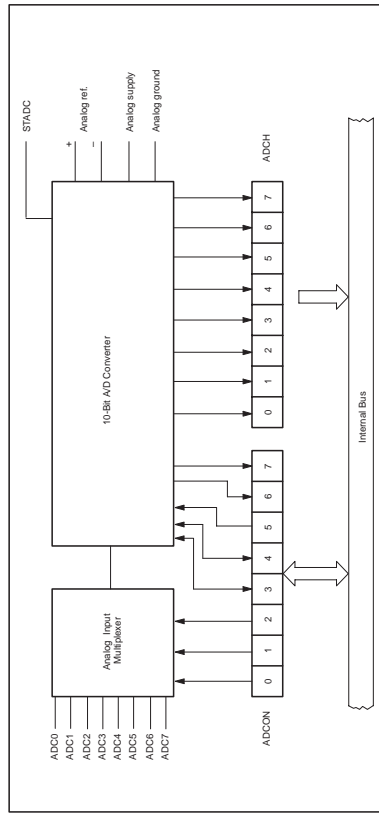 STADC
+
Analog ref.
−
Analog supply
Analog ground
10-Bit A/D Converter
Analog Input
Multiplexer
ADC0
ADC1
ADC2
ADC3
ADC4
ADC5
ADC6
ADC7
ADCON
0 1 2 3 4 5 6 7
0 1 2 3 4 5 6 7
ADCH
Internal Bus